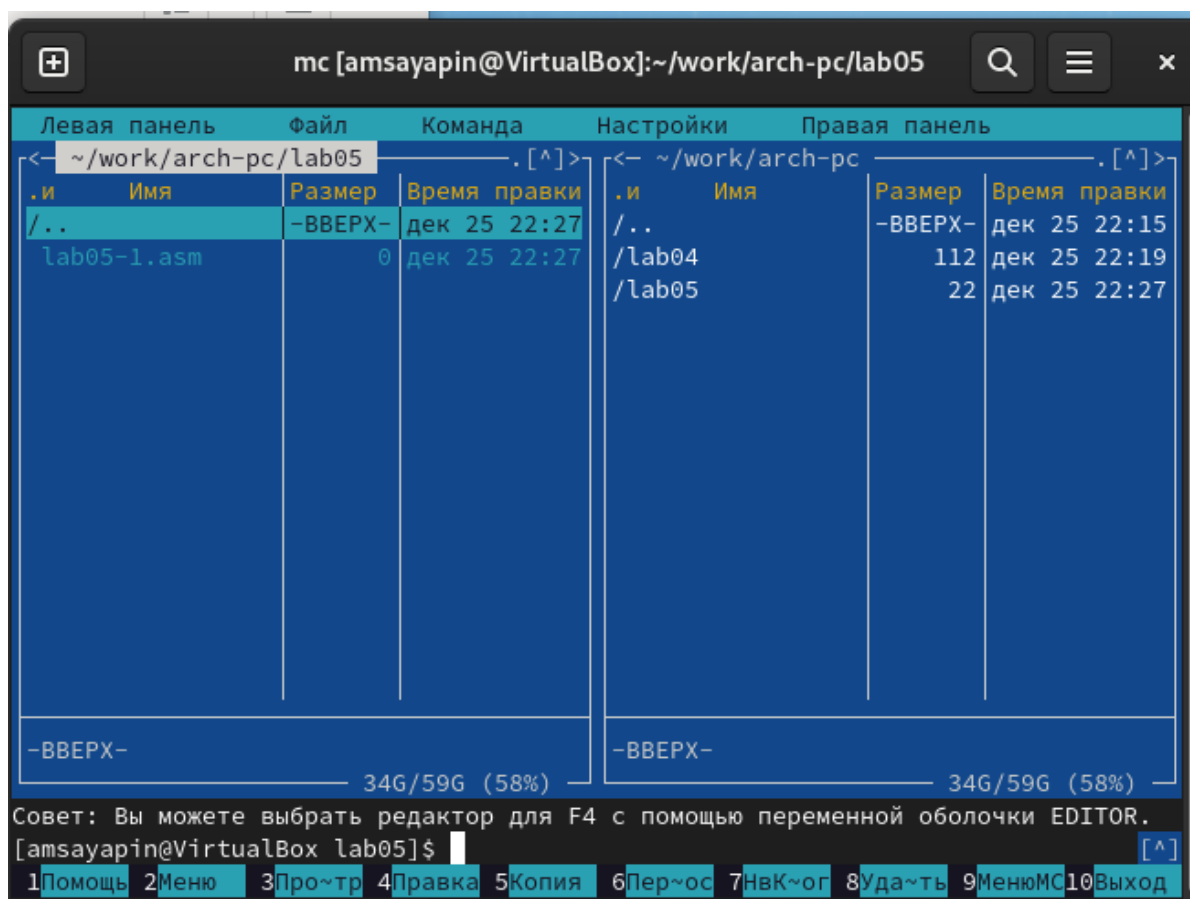 mc [amsayapin@VirtualBox]:~/work/arch-pc/lab05
Левая панель Файл Команда Настройки Правая панель
<— ~/work/arch-pc/lab05 .[^]> <— ~/work/arch-pc .[^]>
.и Имя Размер Время правки .и Имя Размер Время правки
/.. -ВВЕРХ- дек 25 22:27 /.. -ВВЕРХ- дек 25 22:15
lab05-1.asm 0 дек 25 22:27 /lab04 112 дек 25 22:19
/lab05 22 дек 25 22:27
-ВВЕРХ- -ВВЕРХ-
34G/59G (58%) 34G/59G (58%)
Совет: Вы можете выбрать редактор для F4 с помощью переменной оболочки EDITOR.
[amsayapin@VirtualBox lab05]$ [^]
1Помощь 2Меню 3Про~тр 4Правка 5Копия 6Пер~ос 7НвК~ог 8Уда~ть 9МенюMC 10Выход